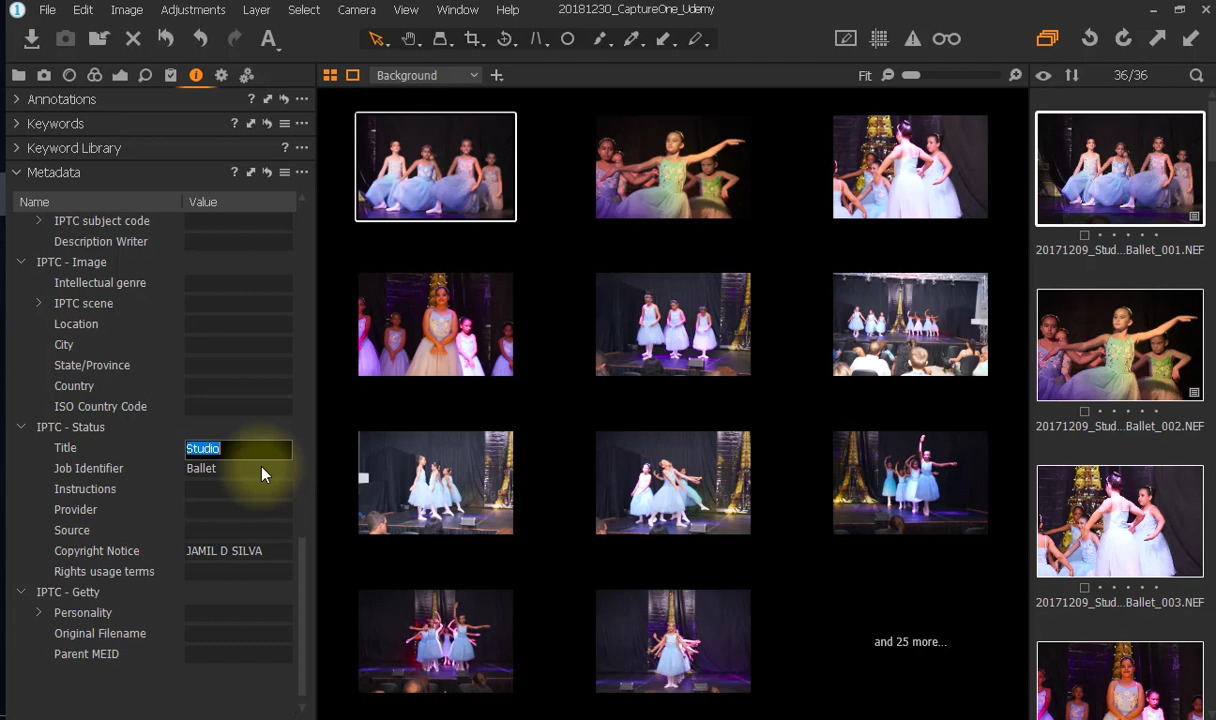 1 File Edit Image Adjustments Layer Select Camera View Window Help 20181230_CaptureOne_Udemy
A
Background Fit 36/36
Annotations ? ...
Keywords ? ...
Keyword Library ? ...
Metadata ? ...
Name Value
IPTC subject code
Description Writer
IPTC - Image
Intellectual genre
IPTC scene
Location
City
State/Province
Country
ISO Country Code
IPTC - Status
Title Studio
Job Identifier Ballet
Instructions
Provider
Source
Copyright Notice JAMIL D SILVA
Rights usage terms
IPTC - Getty
Personality
Original Filename
Parent MEID
and 25 more...
20171209_Stud...Ballet_001.NEF
20171209_Stud...Ballet_002.NEF
20171209_Stud...Ballet_003.NEF